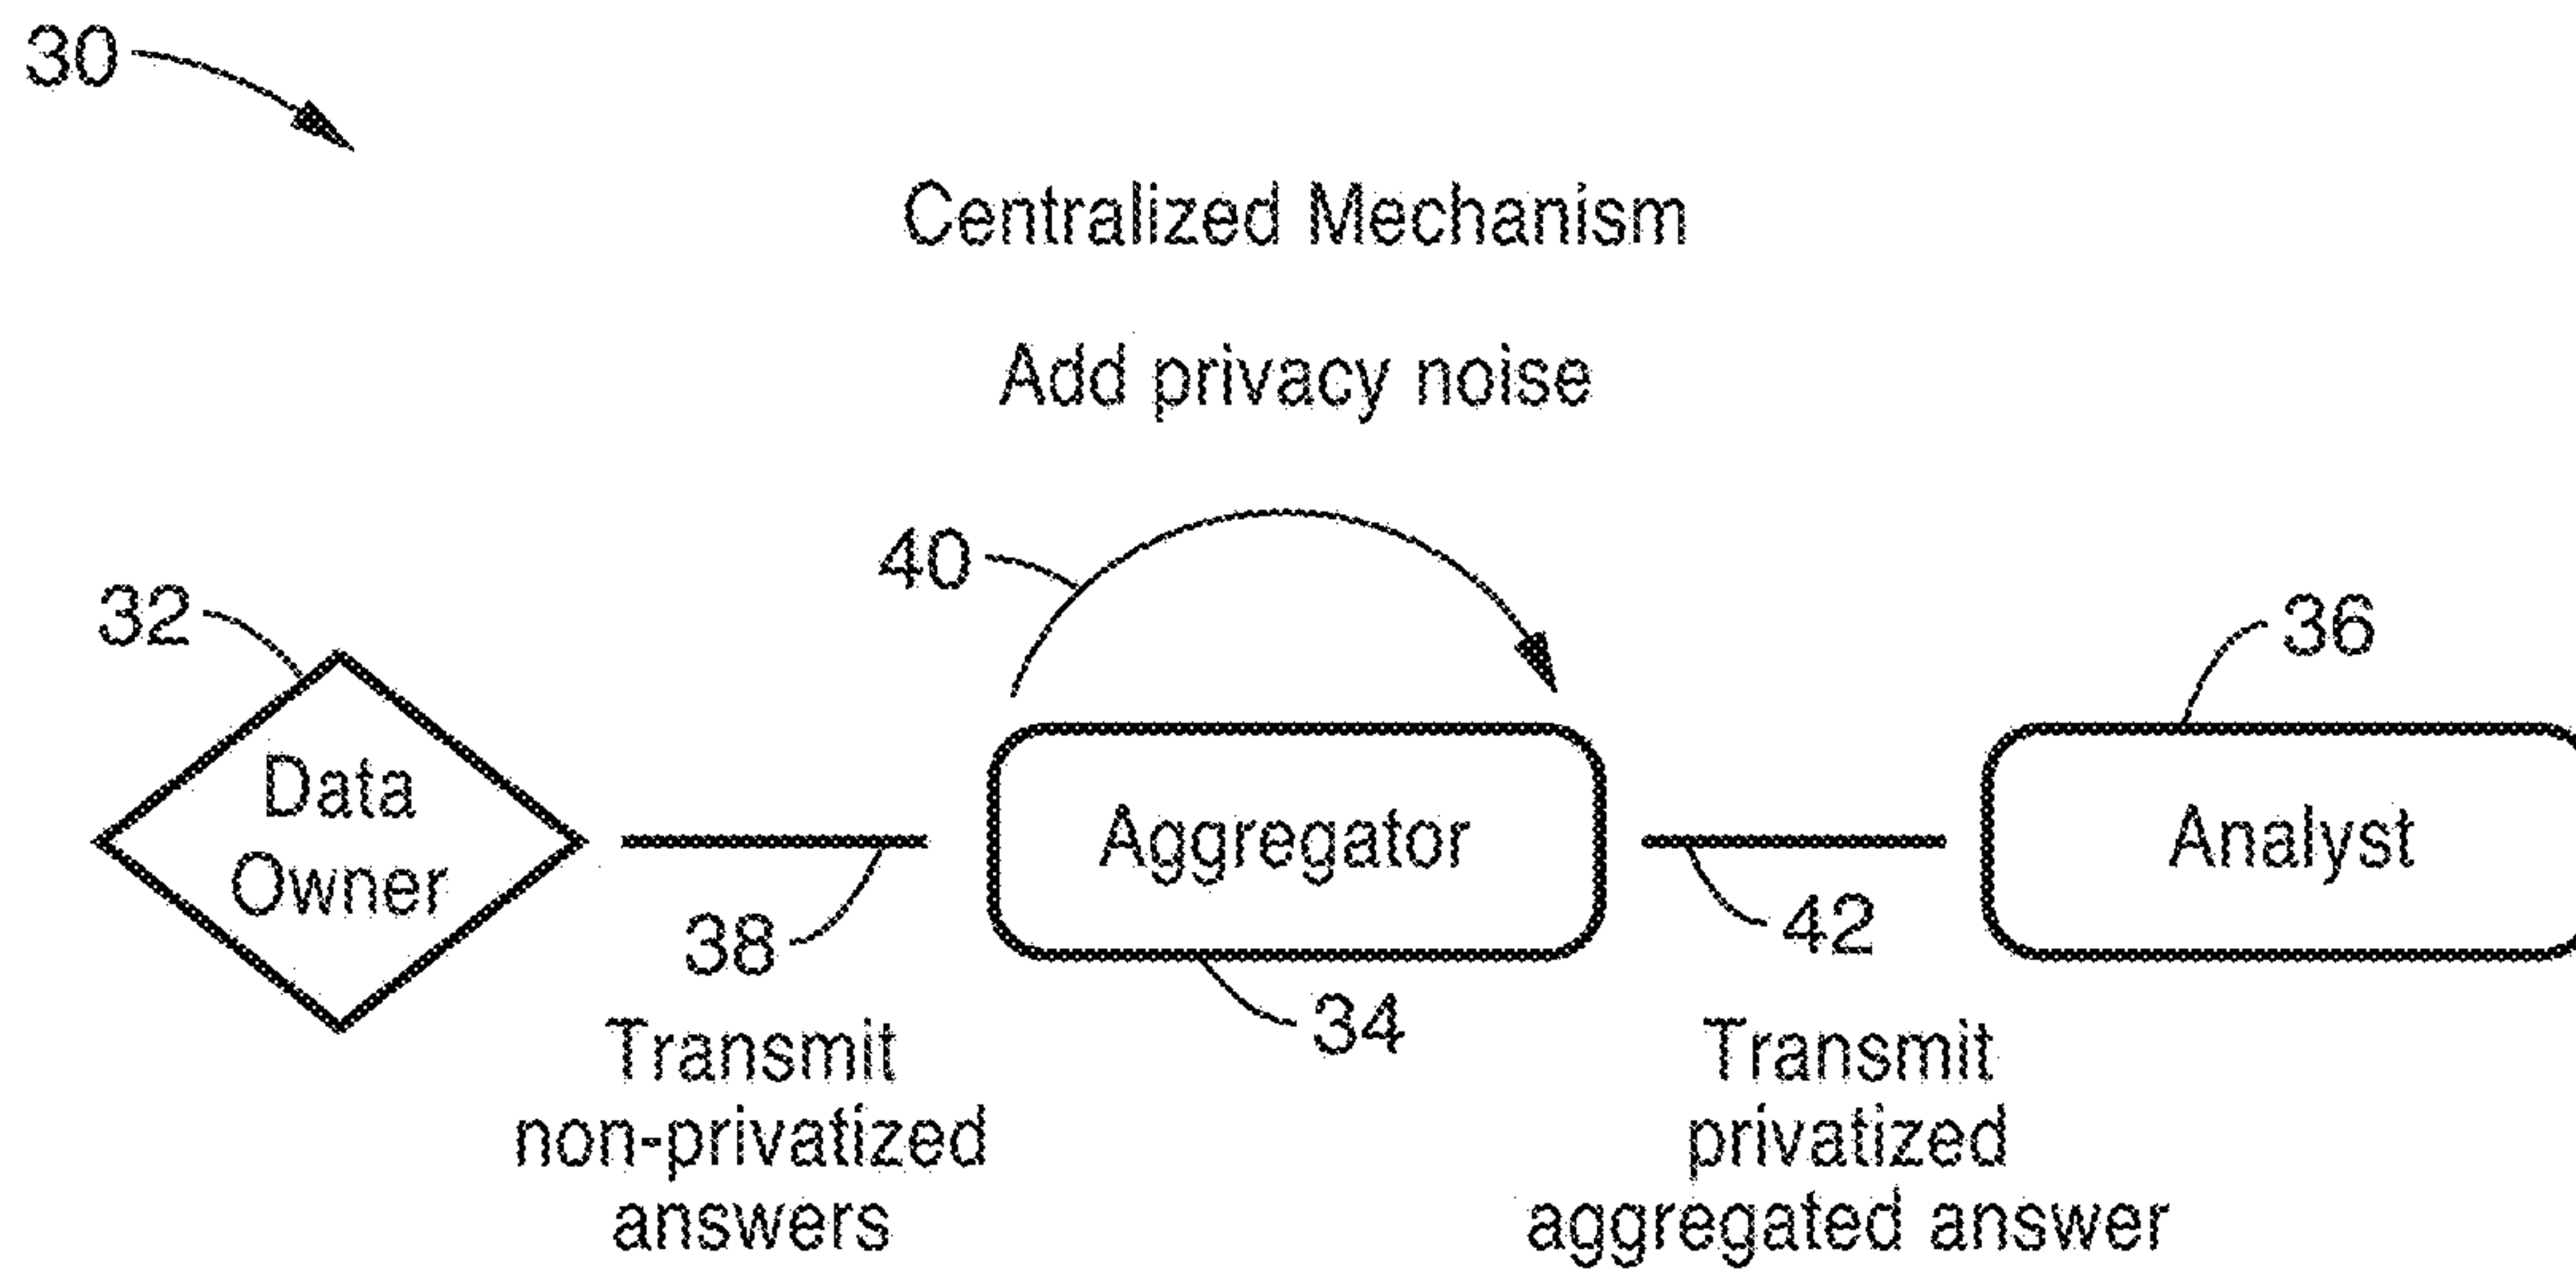 30
Centralized Mechanism
Add privacy noise
40
32
36
Data
Owner
Aggregator
Analyst
38
42
34
Transmit
non-privatized
answers
Transmit
privatized
aggregated answer